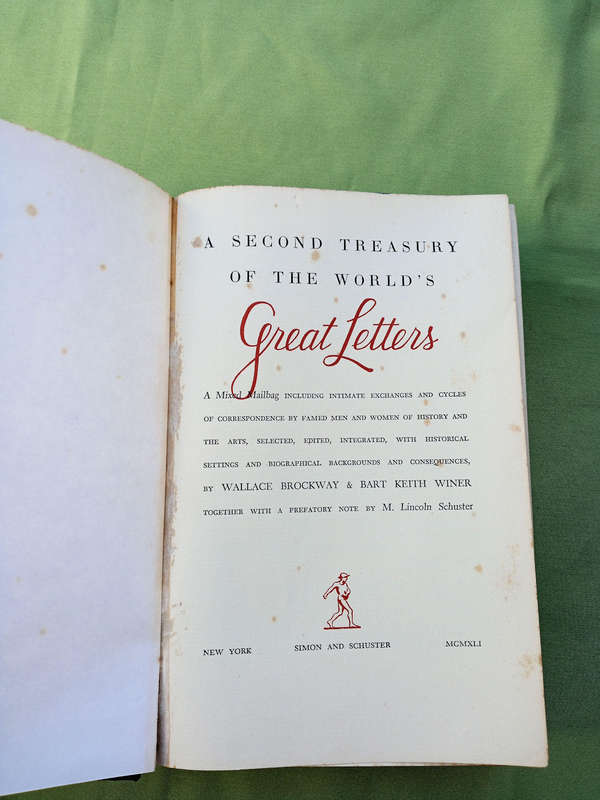 A SECOND TREASURY
OF THE WORLD'S
Great Letters
A Mixed Mailbag INCLUDING INTIMATE EXCHANGES AND CYCLES
OF CORRESPONDENCE BY FAMED MEN AND WOMEN OF HISTORY AND
THE ARTS, SELECTED, EDITED, INTEGRATED, WITH HISTORICAL
SETTINGS AND BIOGRAPHICAL BACKGROUNDS AND CONSEQUENCES,
BY WALLACE BROCKWAY & BART KEITH WINER
TOGETHER WITH A PREFATORY NOTE BY M. Lincoln Schuster
NEW YORK SIMON AND SCHUSTER MCMXLI